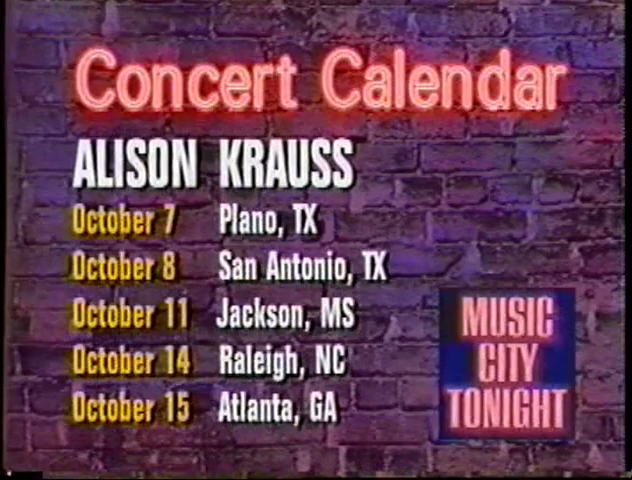 Concert Calendar
ALISON KRAUSS
October 7 Plano, TX
October 8 San Antonio, TX
October 11 Jackson, MS
October 14 Raleigh, NC
October 15 Atlanta, GA
MUSIC
CITY
TONIGHT